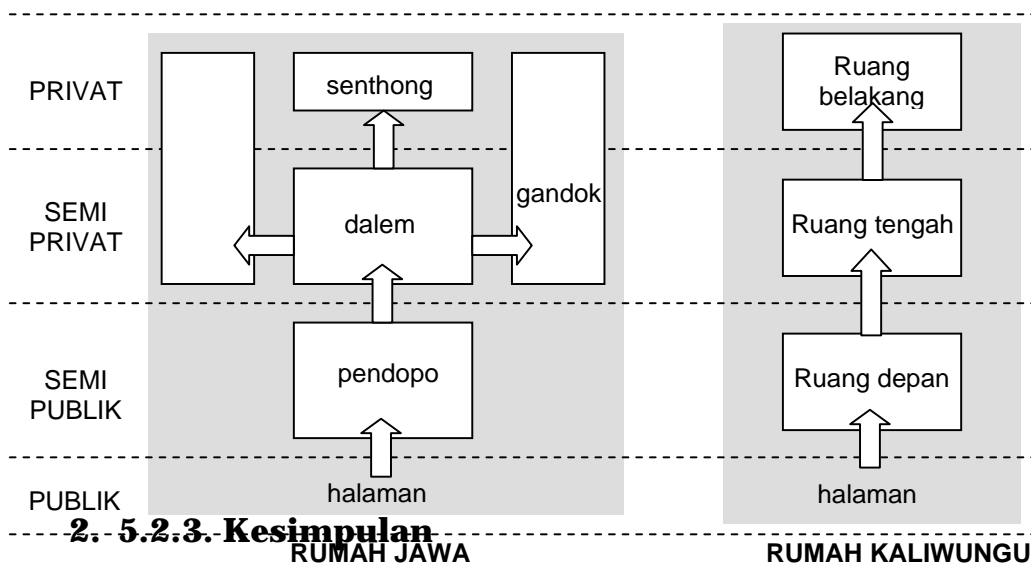 PRIVAT
senthong
Ruang
belakang
SEMI
PRIVAT
dalem
gandok
Ruang tengah
SEMI
PUBLIK
pendopo
Ruang depan
PUBLIK
halaman
halaman
2. 5.2.3. Kesimpulan
RUMAH JAWA
RUMAH KALIWUNGU